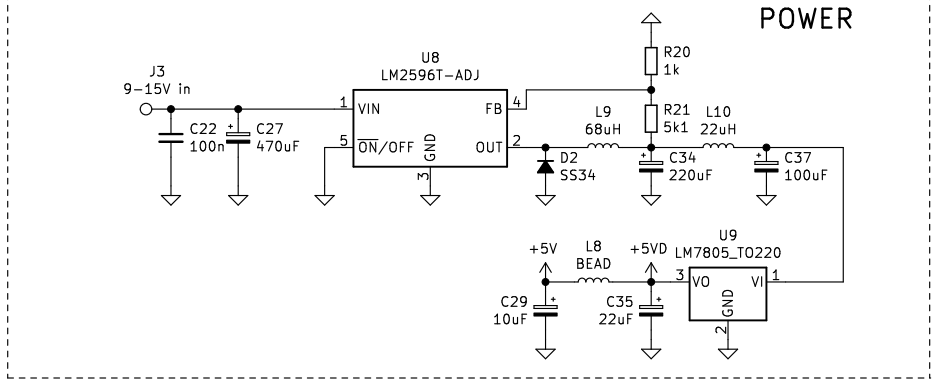 POWER
R20
1k
U8
LM2596T-ADJ
J3
9-15V in
1 VIN
FB 4
R21
5k1
L9
68uH
L10
22uH
C22
100n
+
C27
470uF
5 ON/OFF
GND
3
OUT 2
D2
SS34
+
C34
220uF
+
C37
100uF
U9
LM7805_TO220
+5V
L8
BEAD
+5VD
3 VO
VI 1
GND
2
C29
10uF
+
C35
22uF
+